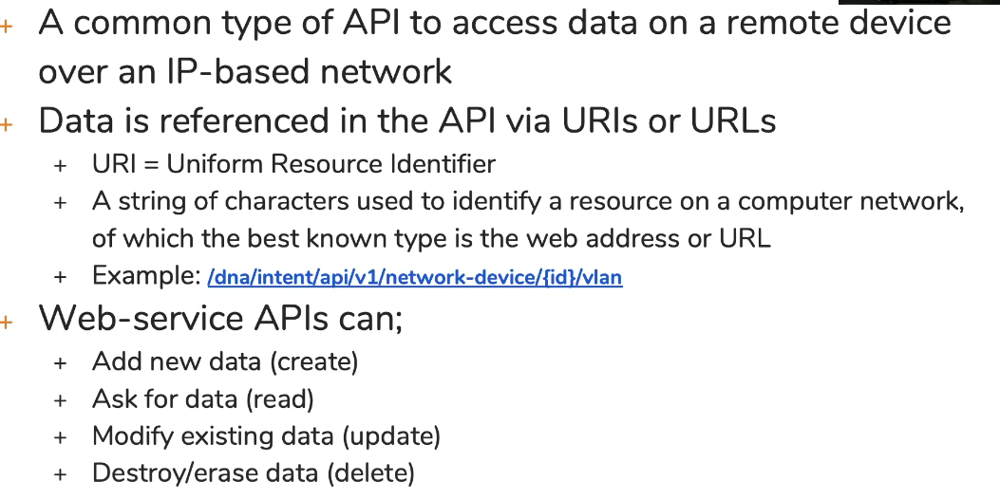 + A common type of API to access data on a remote device
over an IP-based network
+ Data is referenced in the API via URIs or URLs
+ URI = Uniform Resource Identifier
+ A string of characters used to identify a resource on a computer network,
of which the best known type is the web address or URL
+ Example: /dna/intent/api/v1/network-device/{id}/vlan
+ Web-service APIs can;
+ Add new data (create)
+ Ask for data (read)
+ Modify existing data (update)
+ Destroy/erase data (delete)